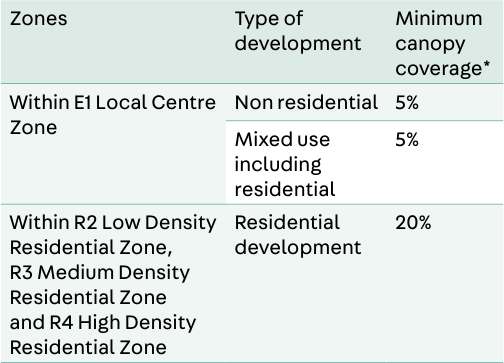 Zones
Type of
development
Minimum
canopy
coverage*
Within E1 Local Centre
Zone
Non residential
5%
Mixed use
including
residential
5%
Within R2 Low Density
Residential Zone,
R3 Medium Density
Residential Zone
and R4 High Density
Residential Zone
Residential
development
20%